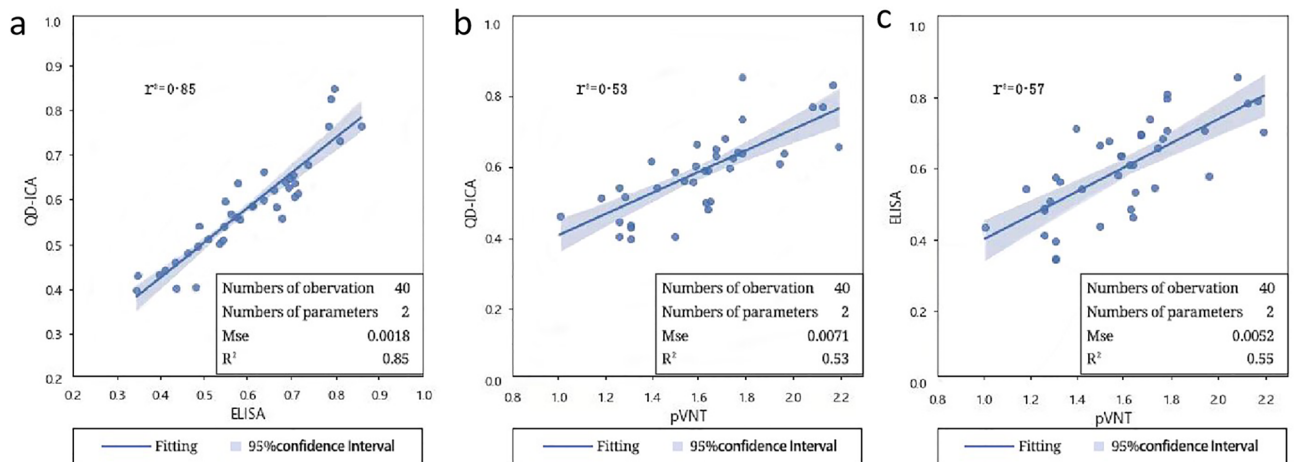 a
1.0
0.9
0.8
0.7
0.6
0.5
0.4
0.3
0.2
QD-ICA
r²=0·85
Numbers of obervation 40
Numbers of parameters 2
Mse 0.0018
R² 0.85
0.2 0.3 0.4 0.5 0.6 0.7 0.8 0.9 1.0
ELISA
Fitting 95%confidence Interval
b
1.0
0.8
0.6
0.4
0.2
0.0
QD-ICA
r²=0·53
Numbers of obervation 40
Numbers of parameters 2
Mse 0.0071
R² 0.53
0.8 1.0 1.2 1.4 1.6 1.8 2.0 2.2
pVNT
Fitting 95%confidence Interval
c
1.0
0.8
0.6
0.4
0.2
0.0
ELISA
r²=0·57
Numbers of obervation 40
Numbers of parameters 2
Mse 0.0052
R² 0.55
0.8 1.0 1.2 1.4 1.6 1.8 2.0 2.2
pVNT
Fitting 95%confidence Interval